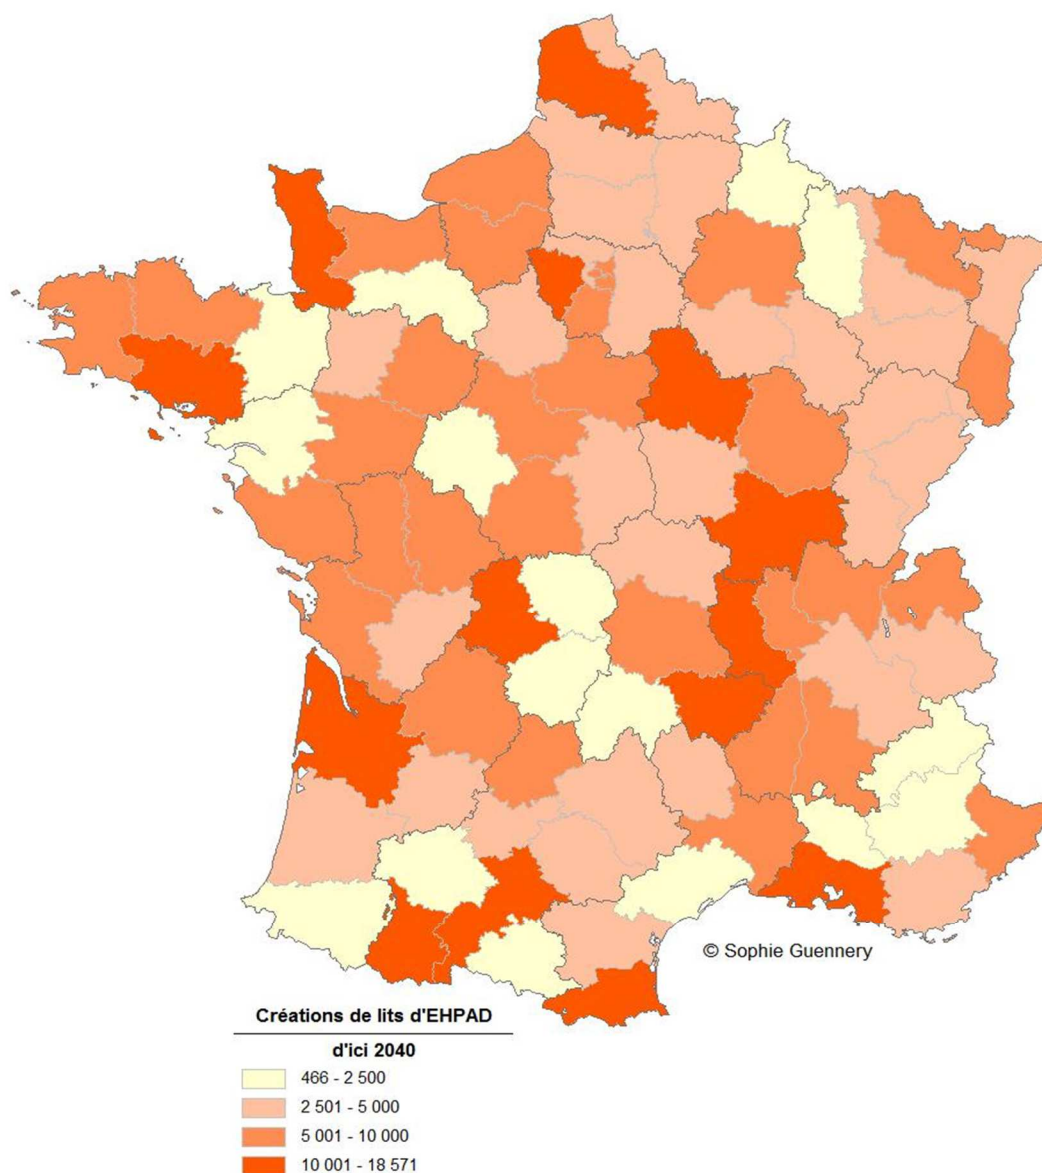 © Sophie Guennery
Créations de lits d'EHPAD
d'ici 2040
466 - 2 500
2 501 - 5 000
5 001 - 10 000
10 001 - 18 571